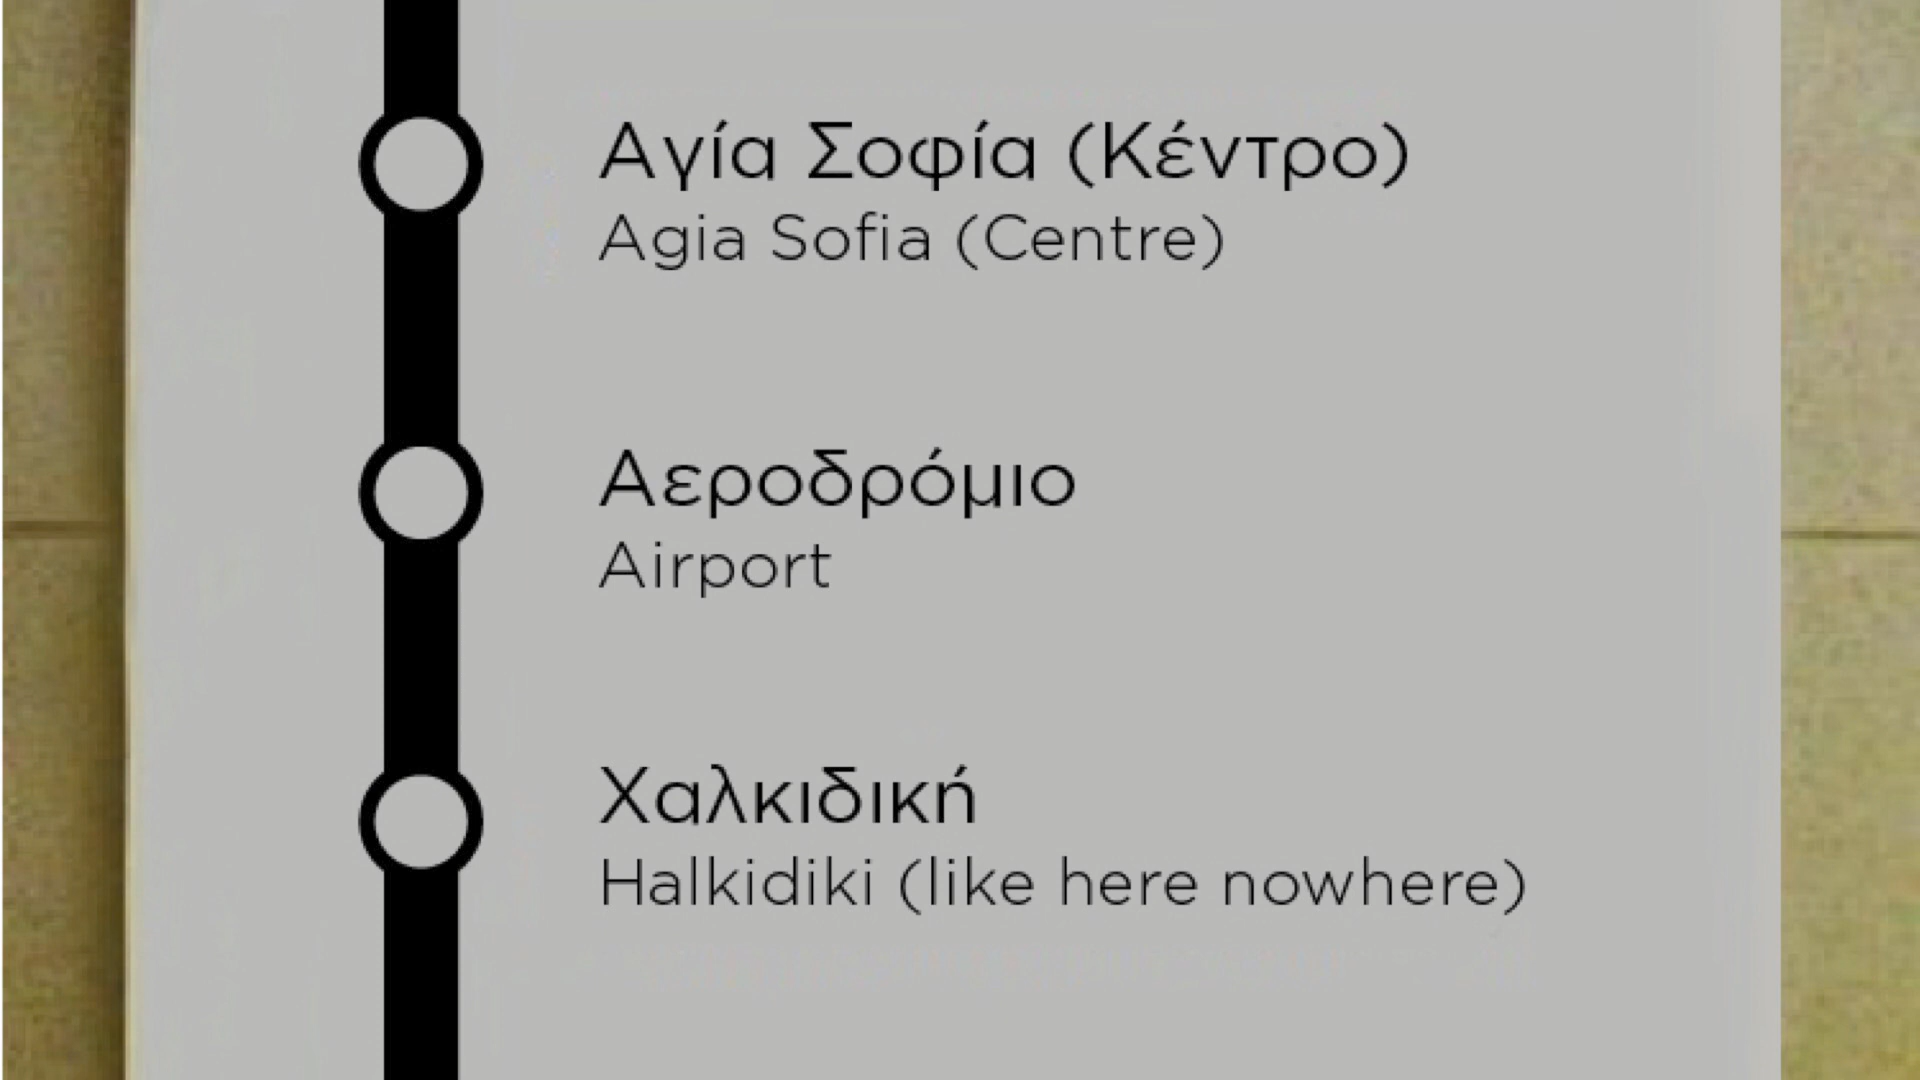 Αγία Σοφία (Κέντρο)
Agia Sofia (Centre)
Αεροδρόμιο
Airport
Χαλκιδική
Halkidiki (like here nowhere)